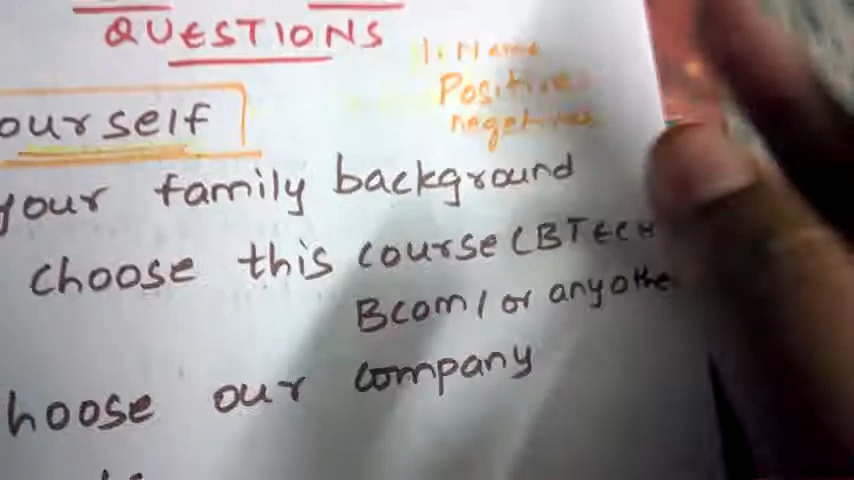 QUESTIONS
1. Name
Positives
negatives
ourself
your family background
choose this course (BTECH
Bcom / or anyothe
hoose our company